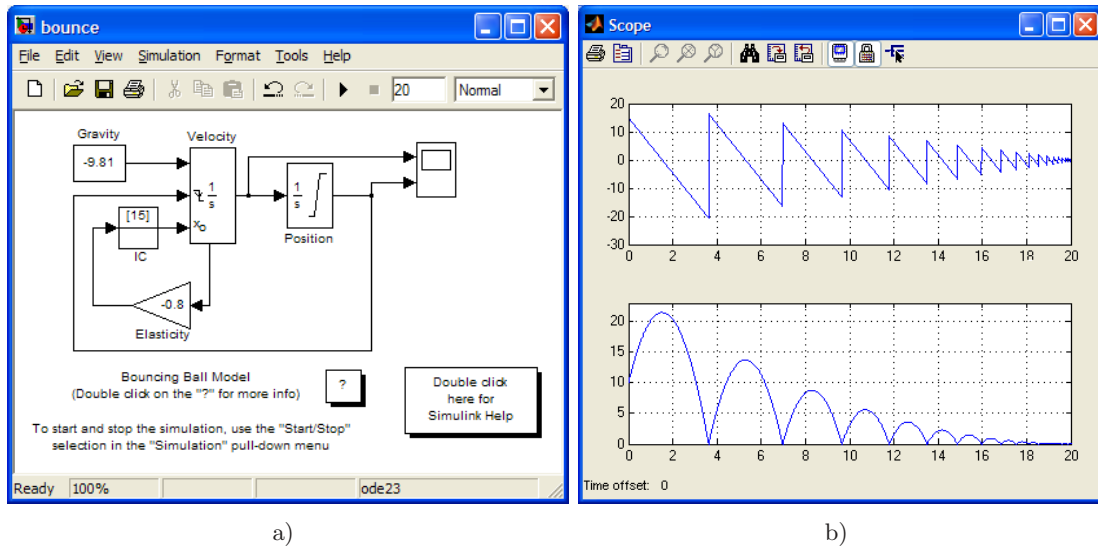 bounce
File Edit View Simulation Format Tools Help
20 Normal
Gravity
-9.81
Velocity
1
s
xo
[15]
IC
1
s
Position
-0.8
Elasticity
Bouncing Ball Model
(Double click on the "?" for more info)
?
Double click
here for
Simulink Help
To start and stop the simulation, use the "Start/Stop"
selection in the "Simulation" pull-down menu
Ready 100% ode23
a)
Scope
20
10
0
-10
-20
-30
0 2 4 6 8 10 12 14 16 18 20
20
15
10
5
0
0 2 4 6 8 10 12 14 16 18 20
Time offset: 0
b)